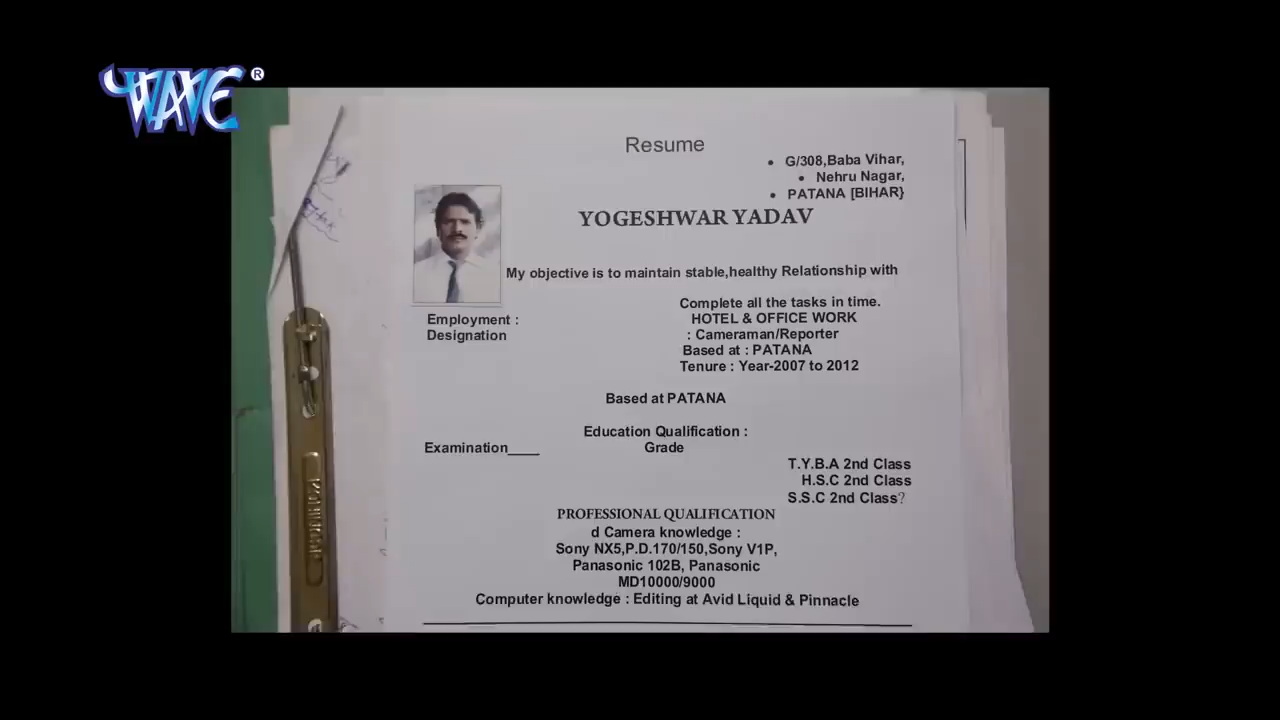 WAVE ®
Resume
• G/308,Baba Vihar,
• Nehru Nagar,
• PATANA [BIHAR}
YOGESHWAR YADAV
My objective is to maintain stable,healthy Relationship with
Complete all the tasks in time.
Employment : HOTEL & OFFICE WORK
Designation : Cameraman/Reporter
Based at : PATANA
Tenure : Year-2007 to 2012
Based at PATANA
Education Qualification :
Examination____ Grade
T.Y.B.A 2nd Class
H.S.C 2nd Class
S.S.C 2nd Class?
PROFESSIONAL QUALIFICATION
d Camera knowledge :
Sony NX5,P.D.170/150,Sony V1P,
Panasonic 102B, Panasonic
MD10000/9000
Computer knowledge : Editing at Avid Liquid & Pinnacle